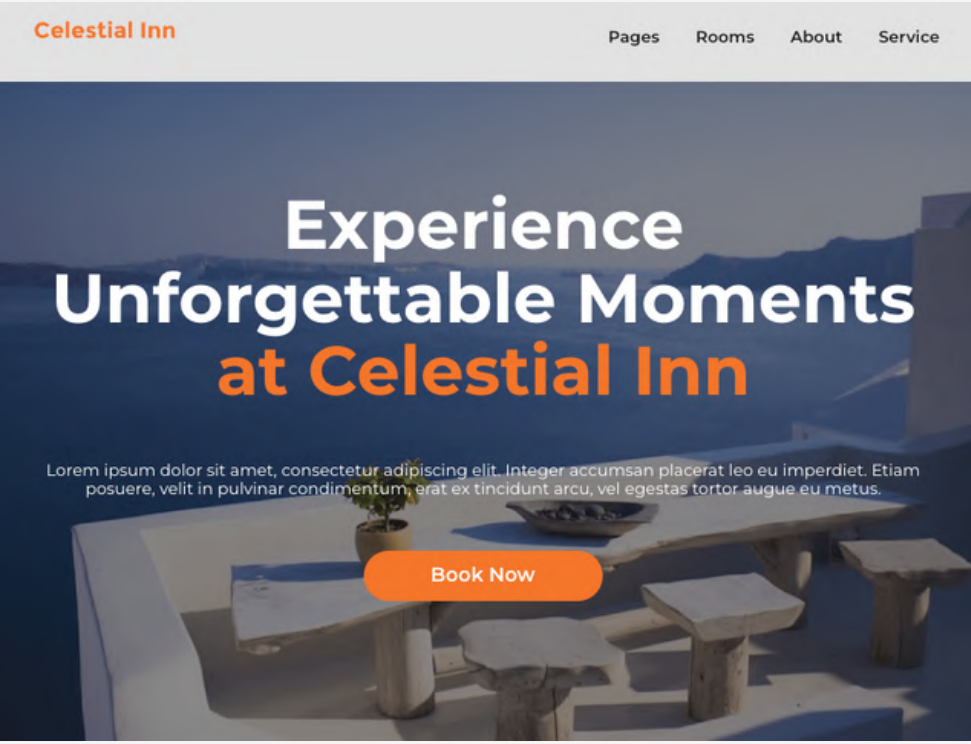 Celestial Inn
Pages Rooms About Service
Experience
Unforgettable Moments
at Celestial Inn
Lorem ipsum dolor sit amet, consectetur adipiscing elit. Integer accumsan placerat leo eu imperdiet. Etiam
posuere, velit in pulvinar condimentum, erat ex tincidunt arcu, vel egestas tortor augue eu metus.
Book Now